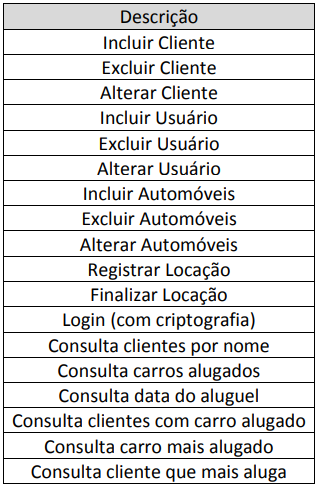 Descrição
Incluir Cliente
Excluir Cliente
Alterar Cliente
Incluir Usuário
Excluir Usuário
Alterar Usuário
Incluir Automóveis
Excluir Automóveis
Alterar Automóveis
Registrar Locação
Finalizar Locação
Login (com criptografia)
Consulta clientes por nome
Consulta carros alugados
Consulta data do aluguel
Consulta clientes com carro alugado
Consulta carro mais alugado
Consulta cliente que mais aluga